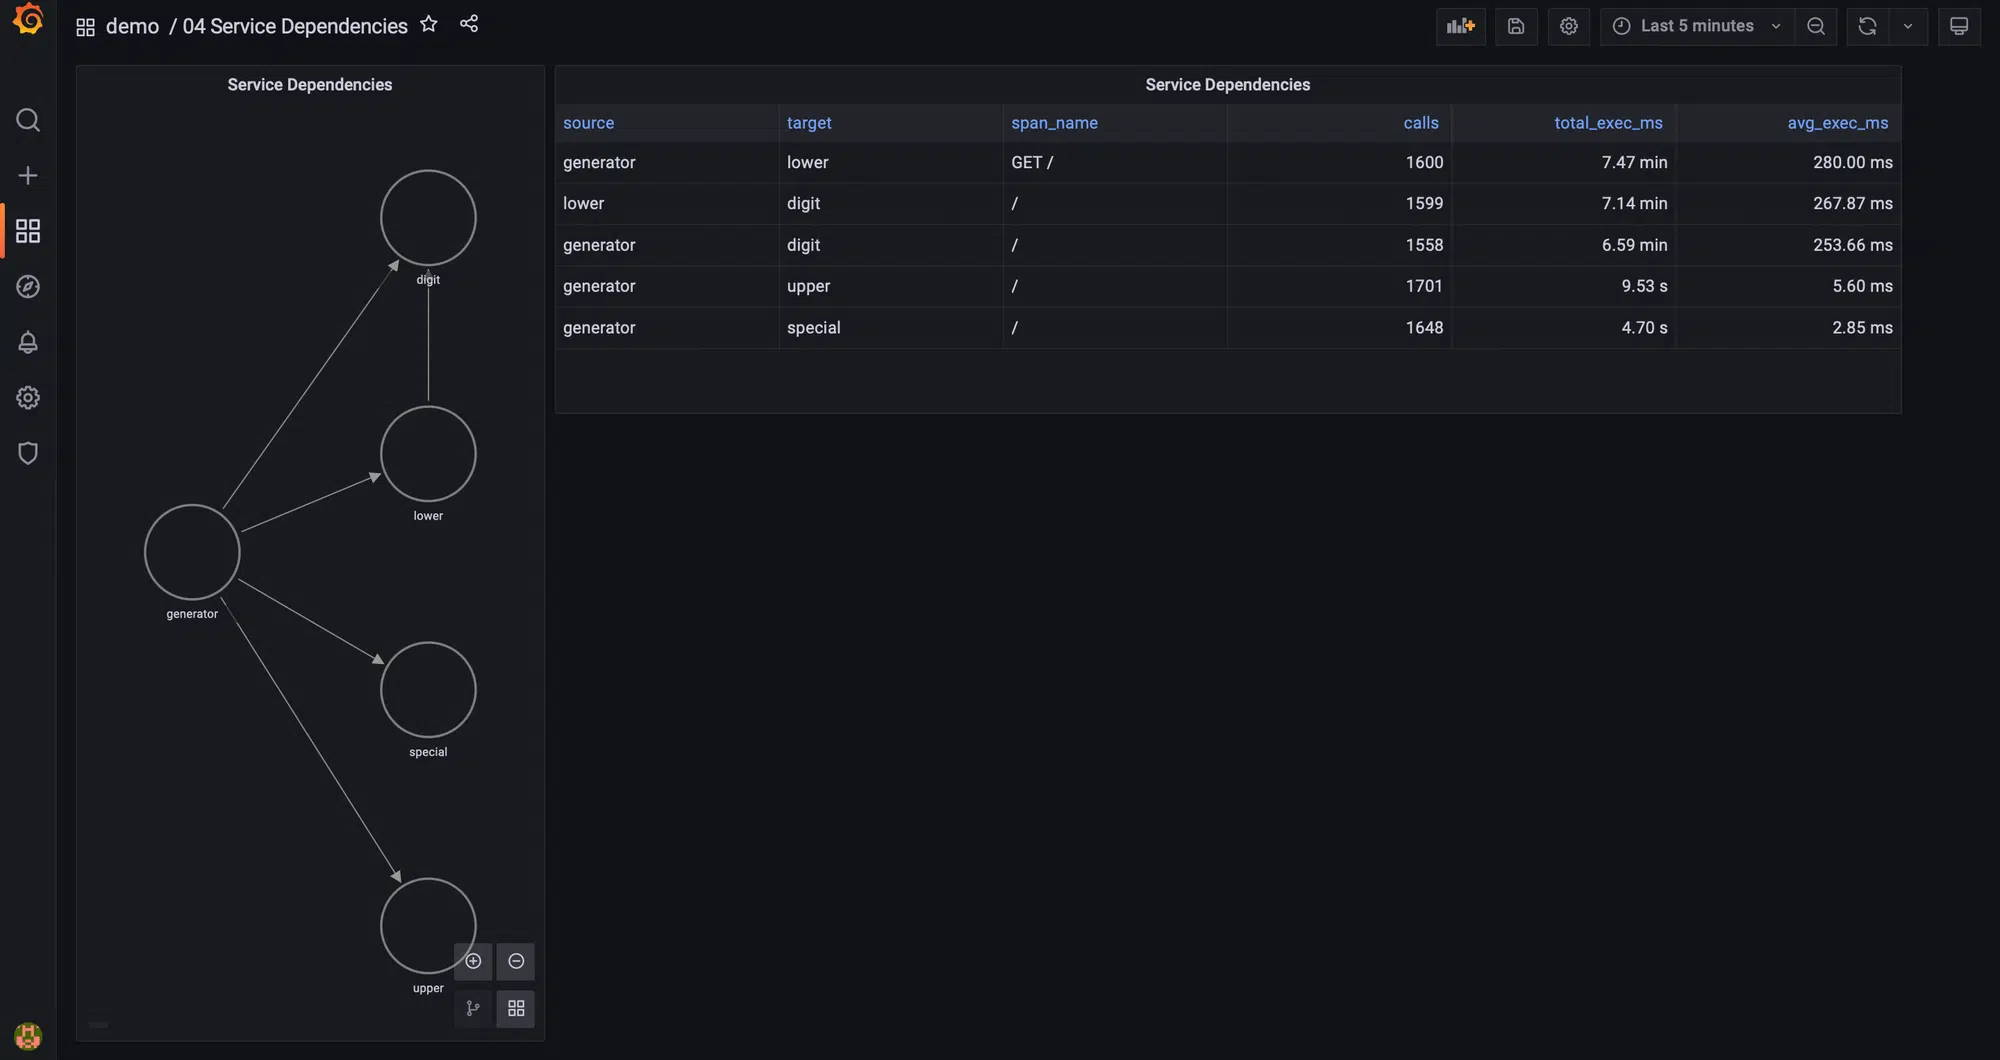 demo / 04 Service Dependencies
Last 5 minutes
Service Dependencies
digit
lower
generator
special
upper
Service Dependencies
source target span_name calls total_exec_ms avg_exec_ms
generator lower GET / 1600 7.47 min 280.00 ms
lower digit / 1599 7.14 min 267.87 ms
generator digit / 1558 6.59 min 253.66 ms
generator upper / 1701 9.53 s 5.60 ms
generator special / 1648 4.70 s 2.85 ms